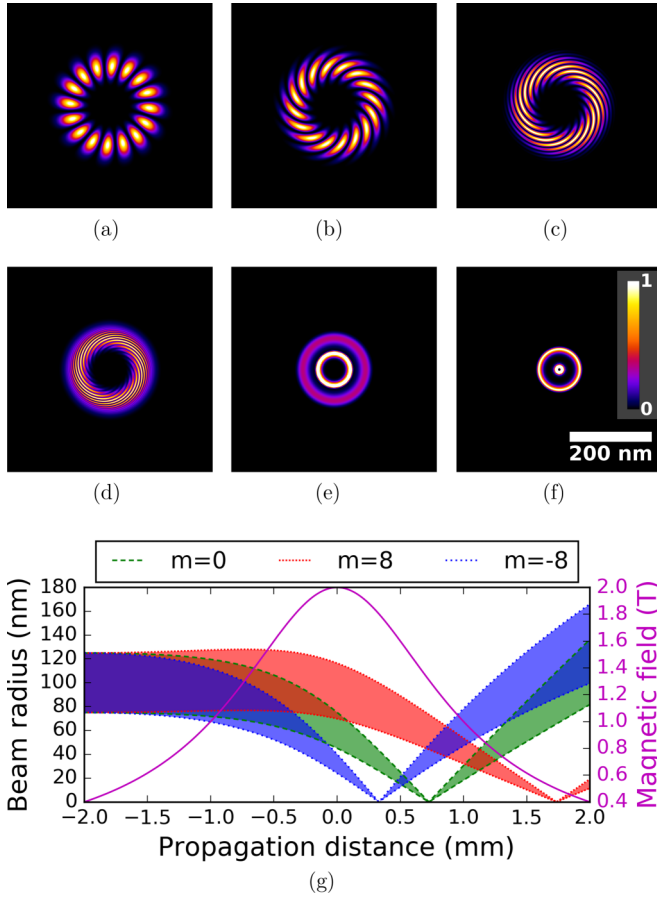 (a) (b) (c)
1
0
200 nm
(d) (e) (f)
m=0 m=8 m=-8
180 2.0
160 1.8
140 1.6
120 1.4
100 1.2
80 1.0
60 0.8
40 0.6
20
0 0.4
Beam radius (nm)
Magnetic field (T)
−2.0 −1.5 −1.0 −0.5 0.0 0.5 1.0 1.5 2.0
Propagation distance (mm)
(g)